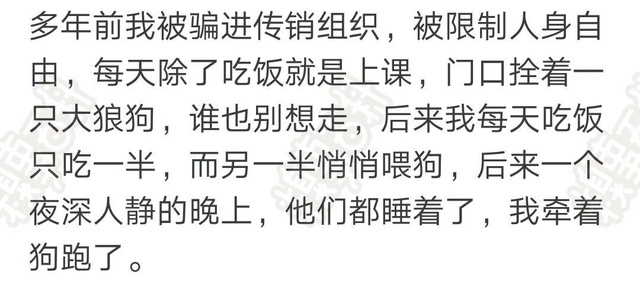 多年前我被骗进传销组织，被限制人身自
由，每天除了吃饭就是上课，门口拴着一
只大狼狗，谁也别想走，后来我每天吃饭
只吃一半，而另一半悄悄喂狗，后来一个
夜深人静的晚上，他们都睡着了，我牵着
狗跑了。